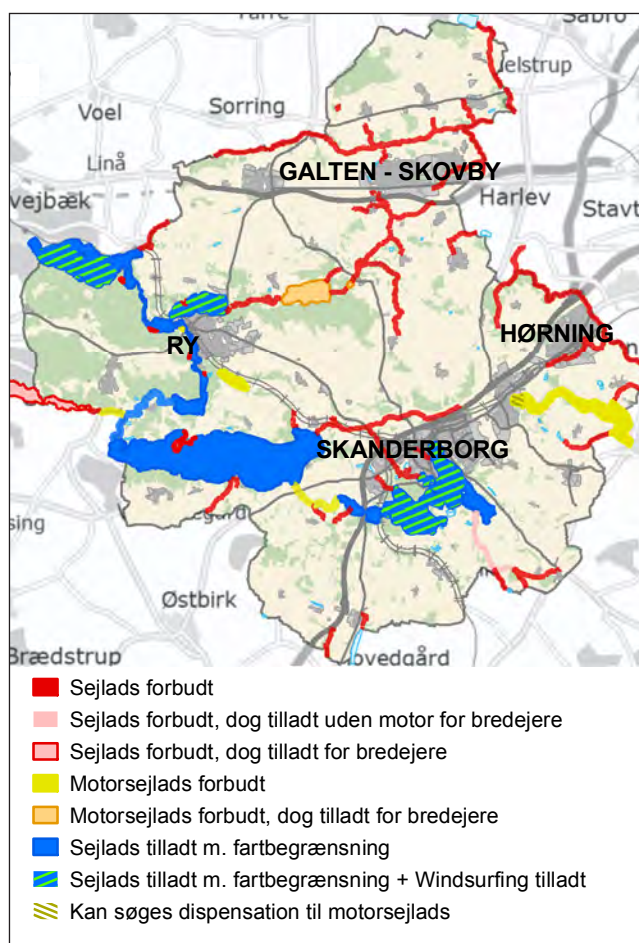 Sabro
elstrup
Voel
Sorring
Linå
GALTEN - SKOVBY
Harlev
Stavt
vejbæk
HØRNING
RY
SKANDERBORG
sing
Østbirk
Brædstrup
ovedgård
Sejlads forbudt
Sejlads forbudt, dog tilladt uden motor for bredejere
Sejlads forbudt, dog tilladt for bredejere
Motorsejlads forbudt
Motorsejlads forbudt, dog tilladt for bredejere
Sejlads tilladt m. fartbegrænsning
Sejlads tilladt m. fartbegrænsning + Windsurfing tilladt
Kan søges dispensation til motorsejlads